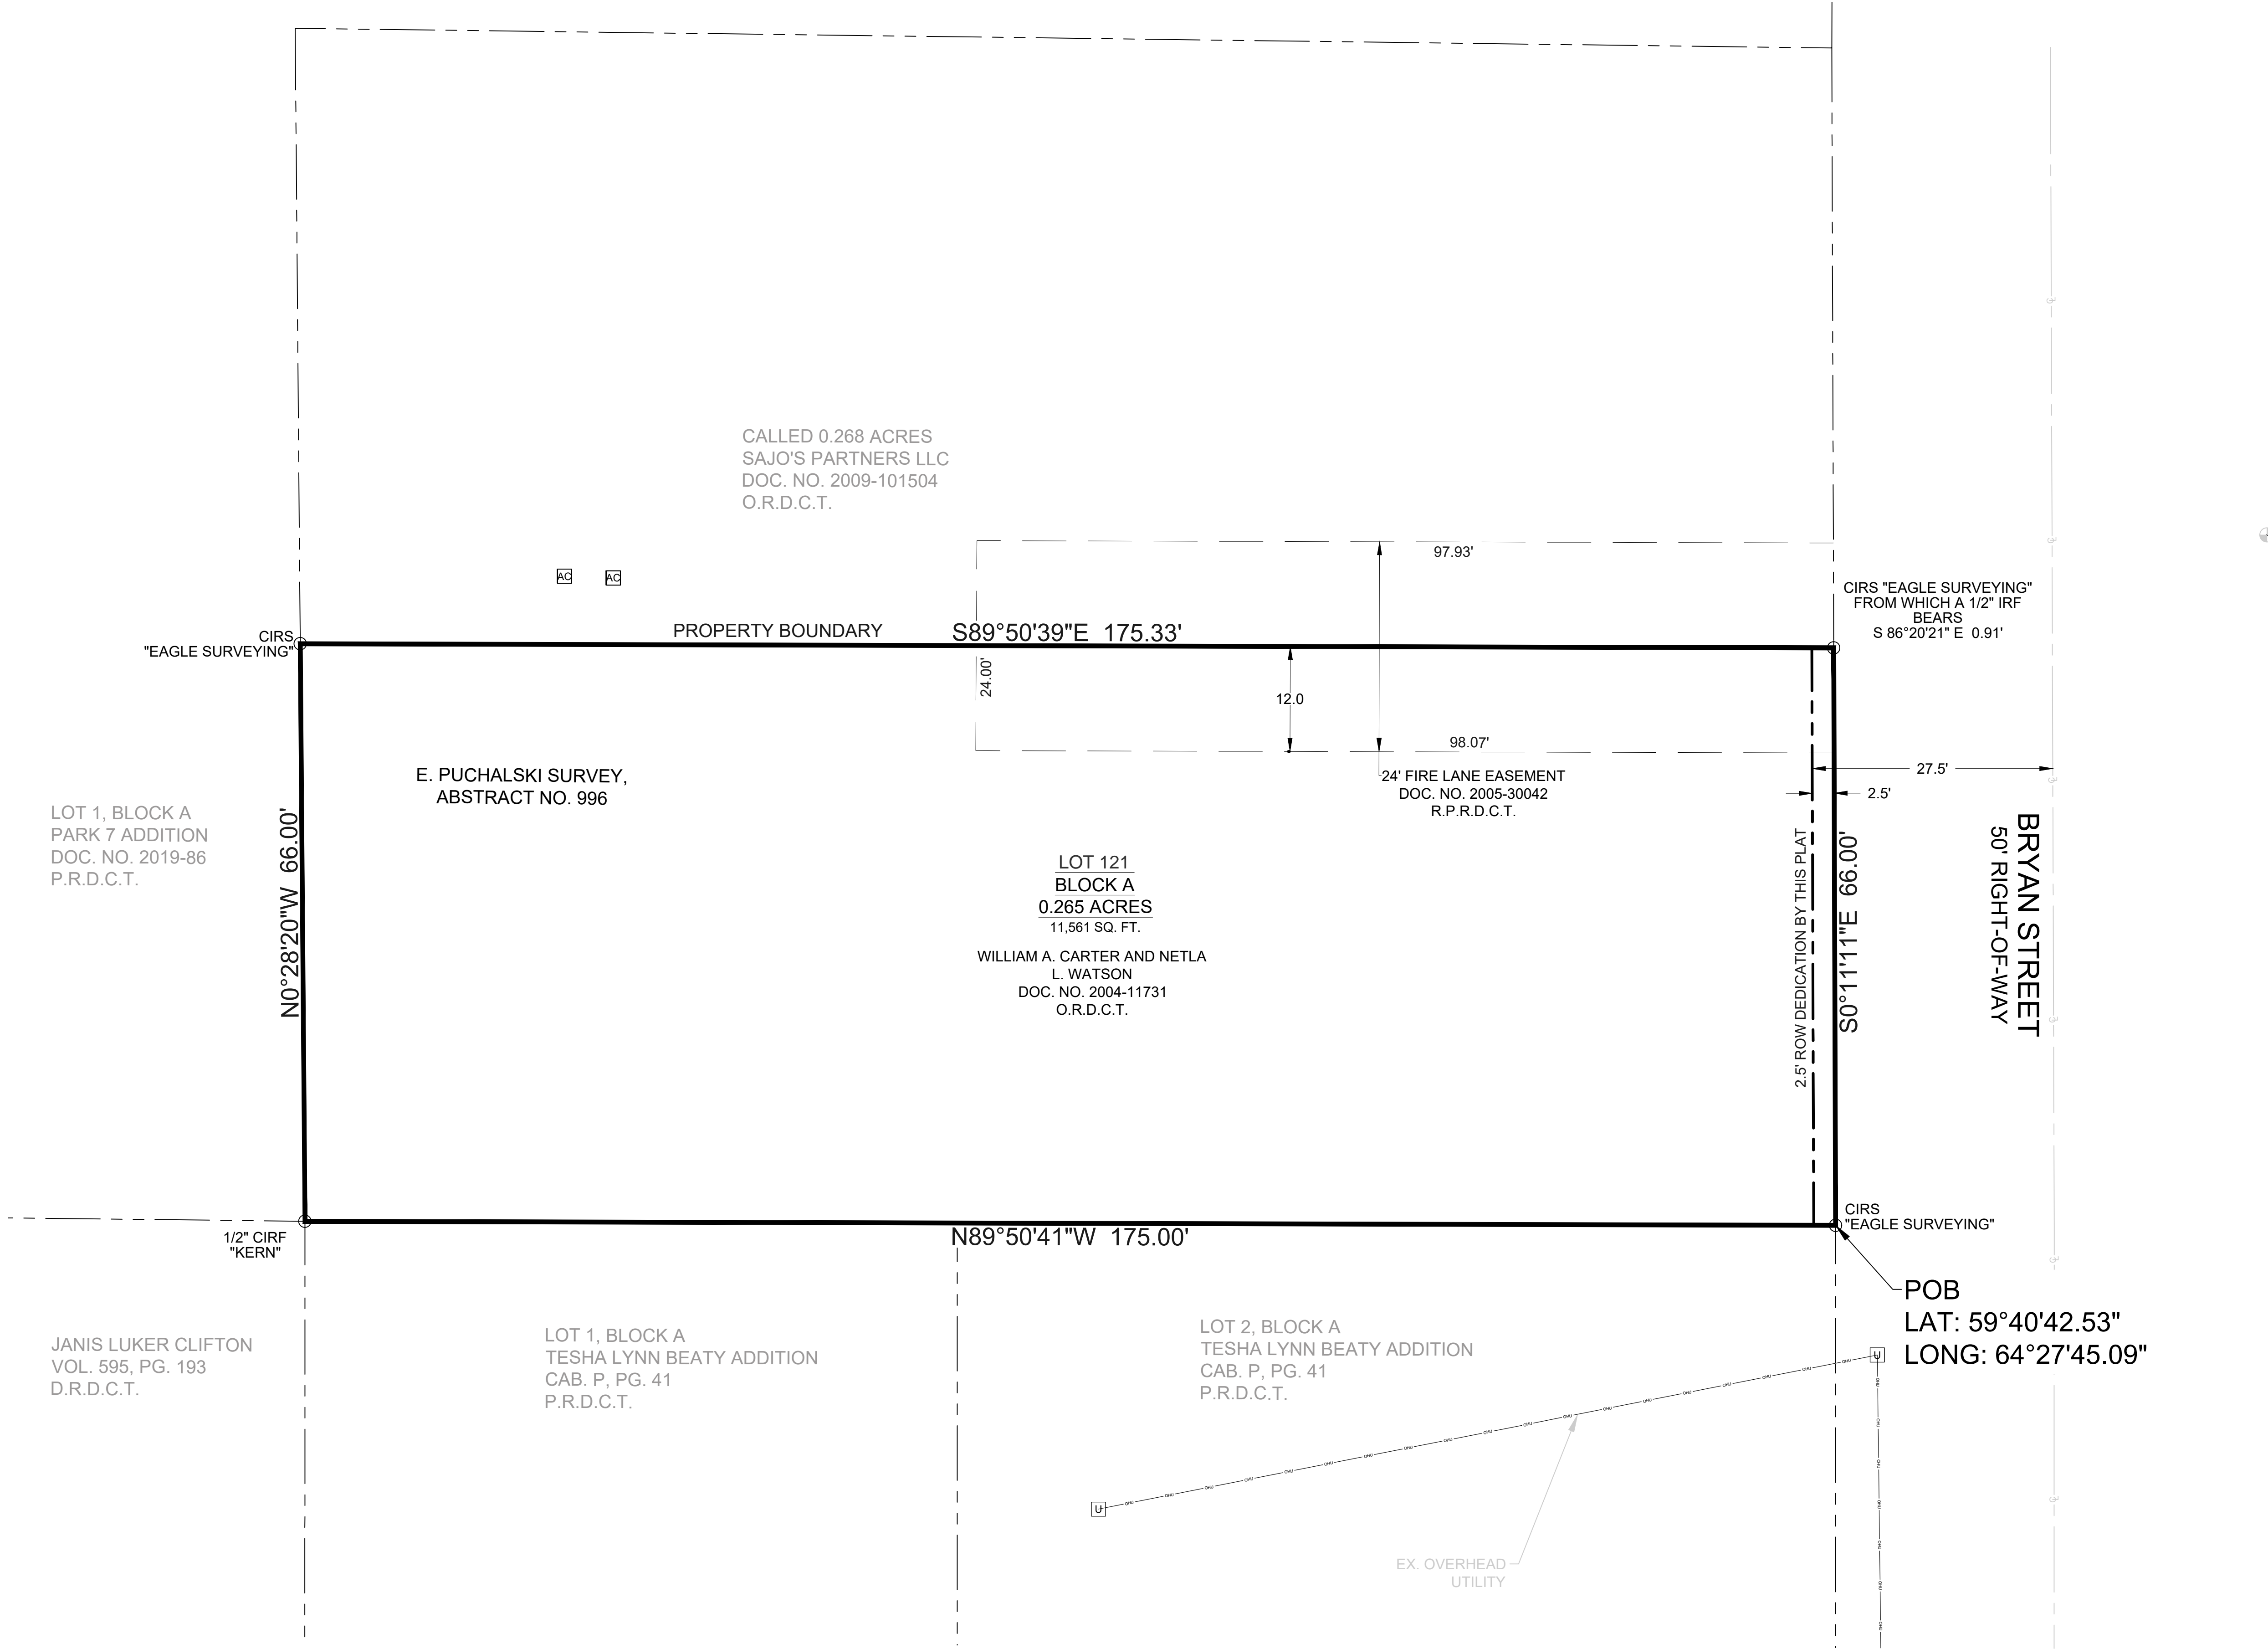 CALLED 0.268 ACRES
SAJO'S PARTNERS LLC
DOC. NO. 2009-101504
O.R.D.C.T.
97.93'
AC
AC
CIRS "EAGLE SURVEYING"
FROM WHICH A 1/2" IRF
BEARS
S 86°20'21" E 0.91'
CIRS
"EAGLE SURVEYING"
PROPERTY BOUNDARY
S89°50'39"E 175.33'
24.00'
12.0
98.07'
24' FIRE LANE EASEMENT
DOC. NO. 2005-30042
R.P.R.D.C.T.
27.5'
2.5'
E. PUCHALSKI SURVEY,
ABSTRACT NO. 996
LOT 1, BLOCK A
PARK 7 ADDITION
DOC. NO. 2019-86
P.R.D.C.T.
N0°28'20"W 66.00'
LOT 121
BLOCK A
0.265 ACRES
11,561 SQ. FT.
WILLIAM A. CARTER AND NETLA
L. WATSON
DOC. NO. 2004-11731
O.R.D.C.T.
2.5' ROW DEDICATION BY THIS PLAT
S0°11'11"E 66.00'
BRYAN STREET
50' RIGHT-OF-WAY
1/2" CIRF
"KERN"
N89°50'41"W 175.00'
CIRS
"EAGLE SURVEYING"
POB
LAT: 59°40'42.53"
LONG: 64°27'45.09"
JANIS LUKER CLIFTON
VOL. 595, PG. 193
D.R.D.C.T.
LOT 1, BLOCK A
TESHA LYNN BEATY ADDITION
CAB. P, PG. 41
P.R.D.C.T.
LOT 2, BLOCK A
TESHA LYNN BEATY ADDITION
CAB. P, PG. 41
P.R.D.C.T.
U
U
EX. OVERHEAD
UTILITY